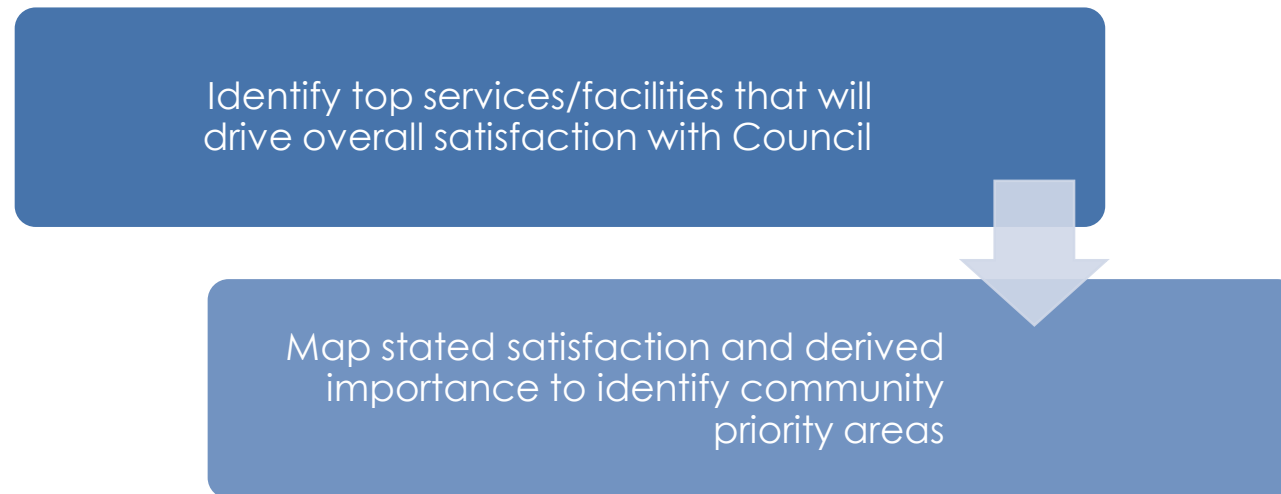 Identify top services/facilities that will
drive overall satisfaction with Council
Map stated satisfaction and derived
importance to identify community
priority areas